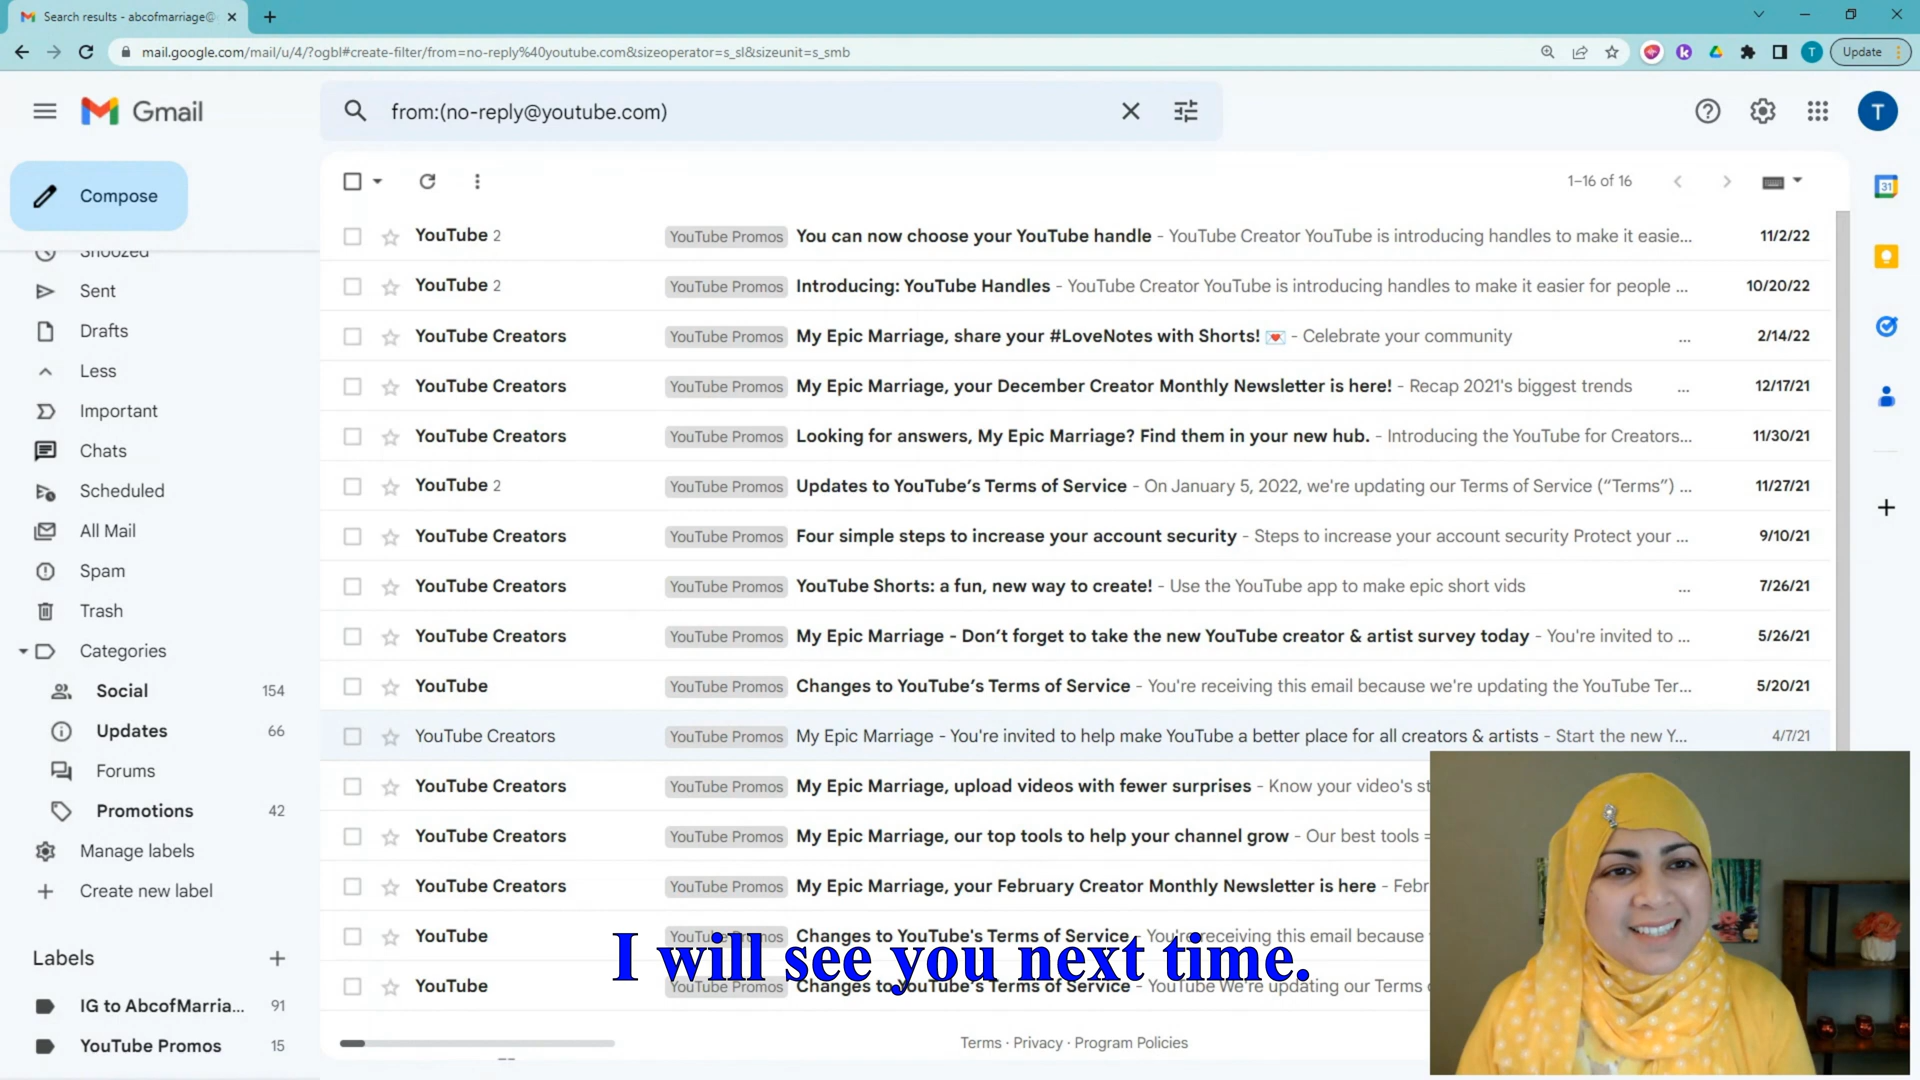 Search results - abcofmarriage@
mail.google.com/mail/u/4/?ogbl#create-filter/from=no-reply%40youtube.com&sizeoperator=s_sl&sizeunit=s_smb
T
Update
Gmail
from:(no-reply@youtube.com)
T
Compose
1–16 of 16
31
Snoozed
Sent
Drafts
Less
Important
Chats
Scheduled
All Mail
Spam
Trash
Categories
Social 154
Updates 66
Forums
Promotions 42
Manage labels
Create new label
Labels
IG to AbcofMarria... 91
YouTube Promos 15
YouTube 2 YouTube Promos You can now choose your YouTube handle - YouTube Creator YouTube is introducing handles to make it easie... 11/2/22
YouTube 2 YouTube Promos Introducing: YouTube Handles - YouTube Creator YouTube is introducing handles to make it easier for people ... 10/20/22
YouTube Creators YouTube Promos My Epic Marriage, share your #LoveNotes with Shorts! 💌 - Celebrate your community ... 2/14/22
YouTube Creators YouTube Promos My Epic Marriage, your December Creator Monthly Newsletter is here! - Recap 2021's biggest trends ... 12/17/21
YouTube Creators YouTube Promos Looking for answers, My Epic Marriage? Find them in your new hub. - Introducing the YouTube for Creators... 11/30/21
YouTube 2 YouTube Promos Updates to YouTube’s Terms of Service - On January 5, 2022, we're updating our Terms of Service (“Terms”) ... 11/27/21
YouTube Creators YouTube Promos Four simple steps to increase your account security - Steps to increase your account security Protect your ... 9/10/21
YouTube Creators YouTube Promos YouTube Shorts: a fun, new way to create! - Use the YouTube app to make epic short vids ... 7/26/21
YouTube Creators YouTube Promos My Epic Marriage - Don’t forget to take the new YouTube creator & artist survey today - You're invited to ... 5/26/21
YouTube YouTube Promos Changes to YouTube’s Terms of Service - You're receiving this email because we're updating the YouTube Ter... 5/20/21
YouTube Creators YouTube Promos My Epic Marriage - You're invited to help make YouTube a better place for all creators & artists - Start the new Y... 4/7/21
YouTube Creators YouTube Promos My Epic Marriage, upload videos with fewer surprises - Know your video's st
YouTube Creators YouTube Promos My Epic Marriage, our top tools to help your channel grow - Our best tools =
YouTube Creators YouTube Promos My Epic Marriage, your February Creator Monthly Newsletter is here - Febr
YouTube YouTube Promos Changes to YouTube's Terms of Service - You're receiving this email because
I will see you next time.
YouTube YouTube Promos Changes to YouTube's Terms of Service - YouTube We're updating our Terms
Terms · Privacy · Program Policies